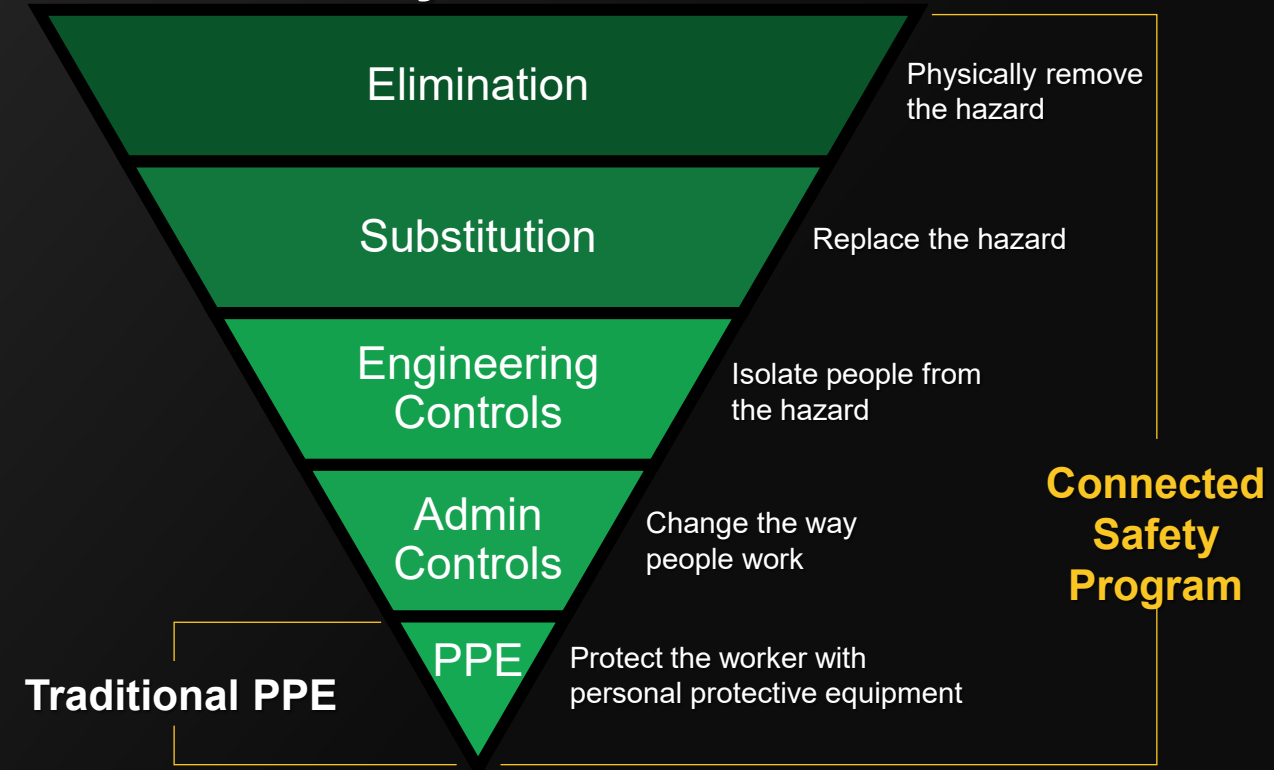 Elimination
Physically remove
the hazard
Substitution
Replace the hazard
Engineering
Controls
Isolate people from
the hazard
Admin
Controls
Change the way
people work
Connected
Safety
Program
PPE
Protect the worker with
personal protective equipment
Traditional PPE